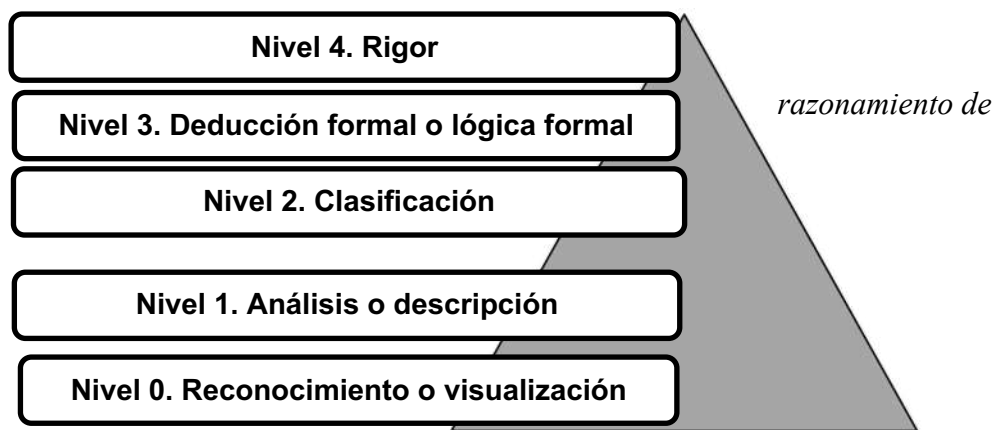 Nivel 4. Rigor
razonamiento de
Nivel 3. Deducción formal o lógica formal
Nivel 2. Clasificación
Nivel 1. Análisis o descripción
Nivel 0. Reconocimiento o visualización